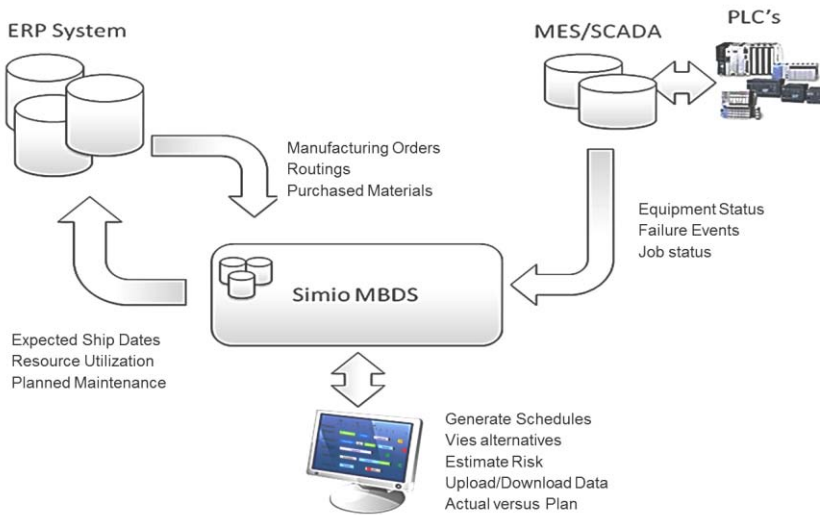 ERP System
MES/SCADA
PLC's
Manufacturing Orders
Routings
Purchased Materials
Equipment Status
Failure Events
Job status
Simio MBDS
Expected Ship Dates
Resource Utilization
Planned Maintenance
Generate Schedules
Vies alternatives
Estimate Risk
Upload/Download Data
Actual versus Plan